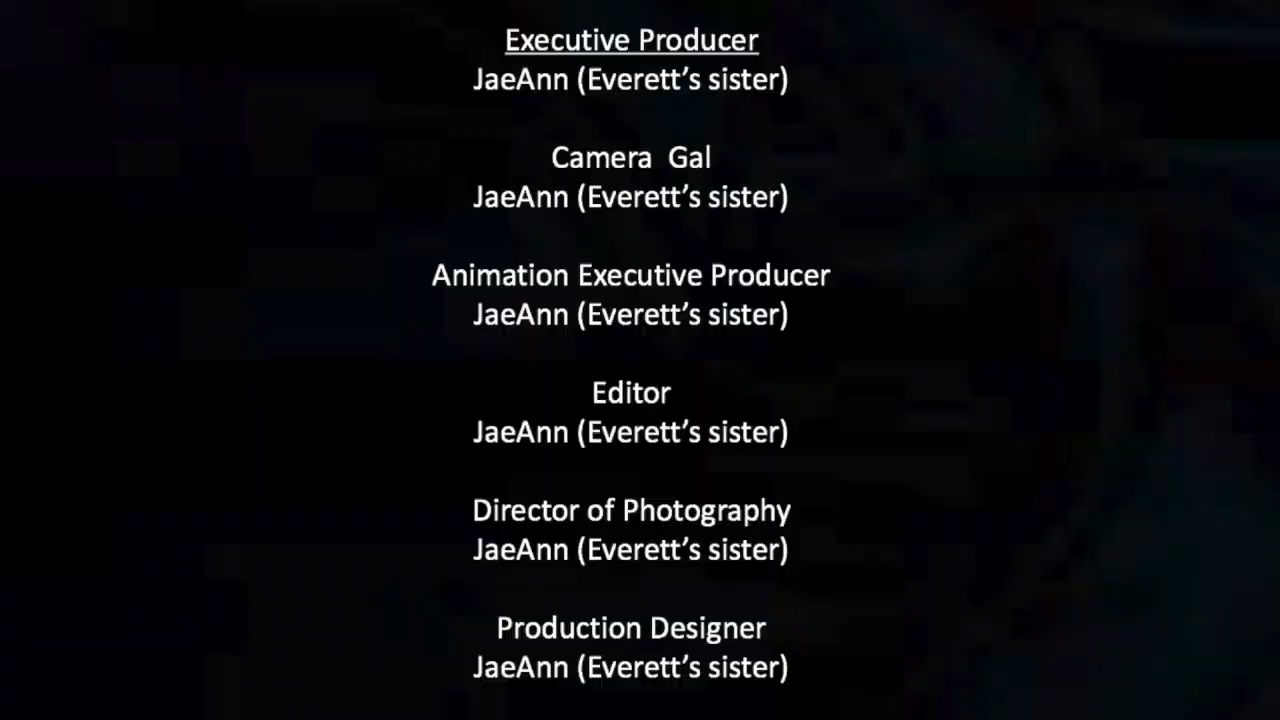 Executive Producer
JaeAnn (Everett’s sister)
Camera  Gal
JaeAnn (Everett’s sister)
Animation Executive Producer
JaeAnn (Everett’s sister)
Editor
JaeAnn (Everett’s sister)
Director of Photography
JaeAnn (Everett’s sister)
Production Designer
JaeAnn (Everett’s sister)